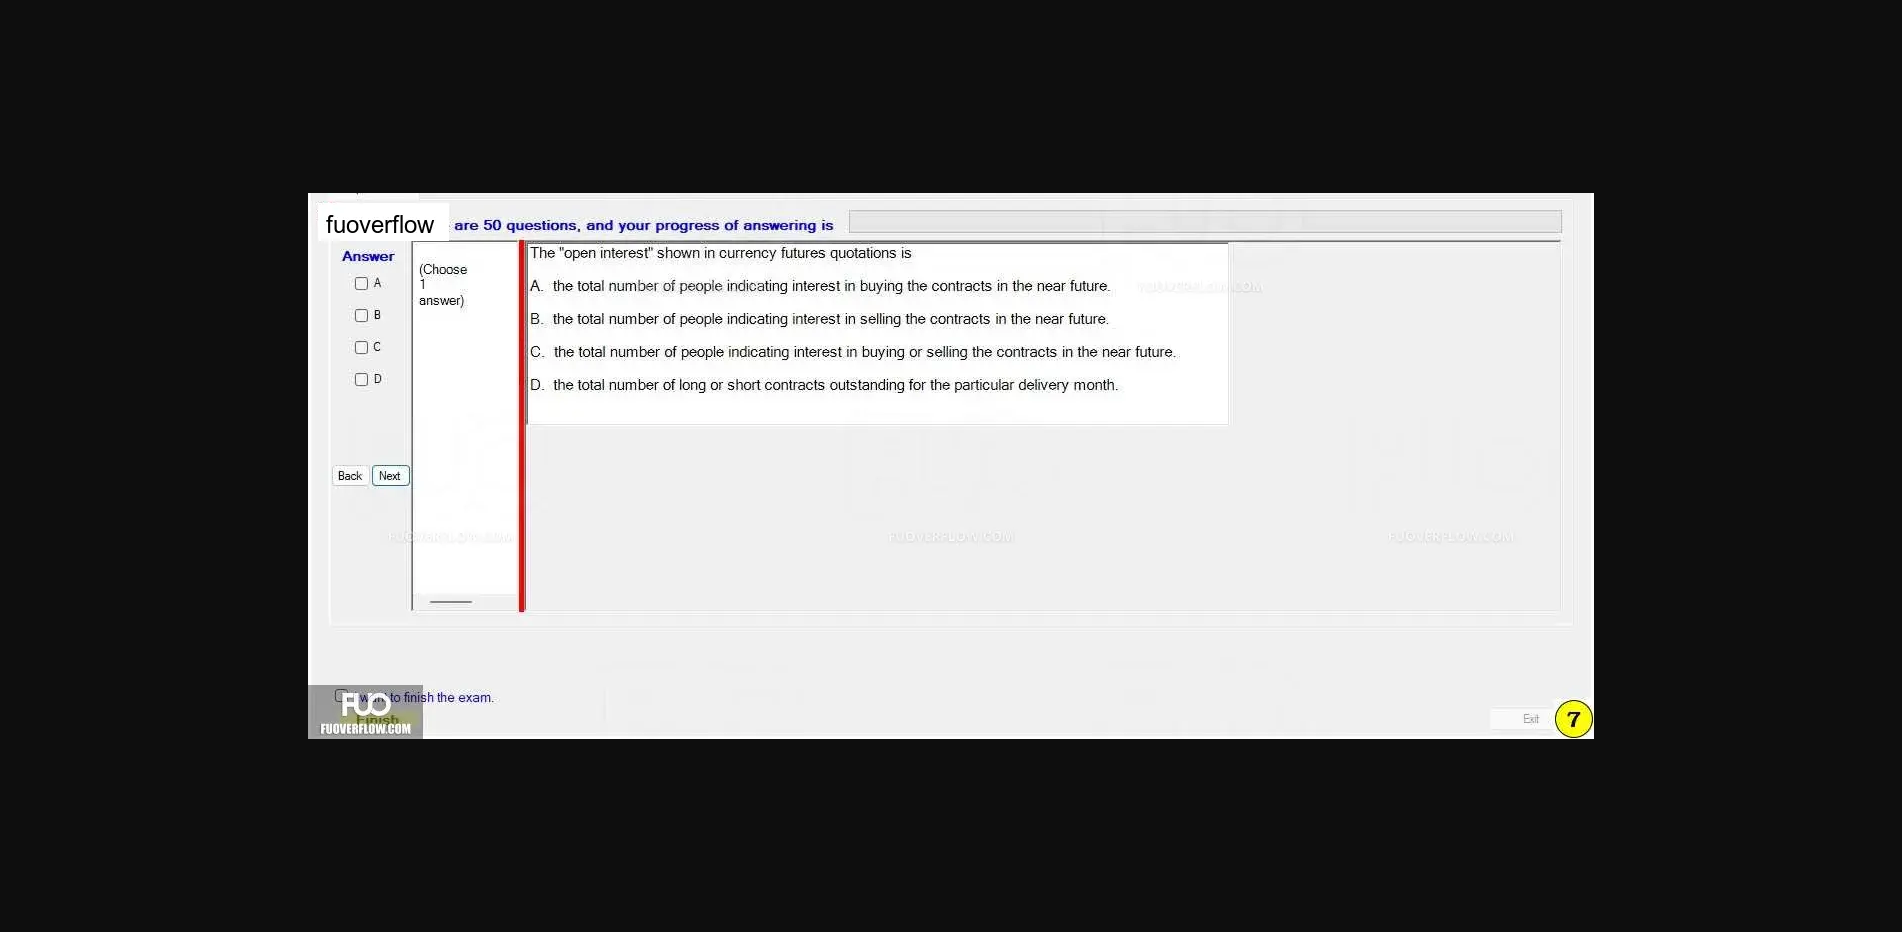 fuoverflow are 50 questions, and your progress of answering is
Answer
A
B
C
D
(Choose
1
answer)
The "open interest" shown in currency futures quotations is
A. the total number of people indicating interest in buying the contracts in the near future.
B. the total number of people indicating interest in selling the contracts in the near future.
C. the total number of people indicating interest in buying or selling the contracts in the near future.
D. the total number of long or short contracts outstanding for the particular delivery month.
Back Next
FUOVERFLOW.COM
FUOVERFLOW.COM FUOVERFLOW.COM FUOVERFLOW.COM
want to finish the exam.
FUO
Finish
FUOVERFLOW.COM
Exit 7